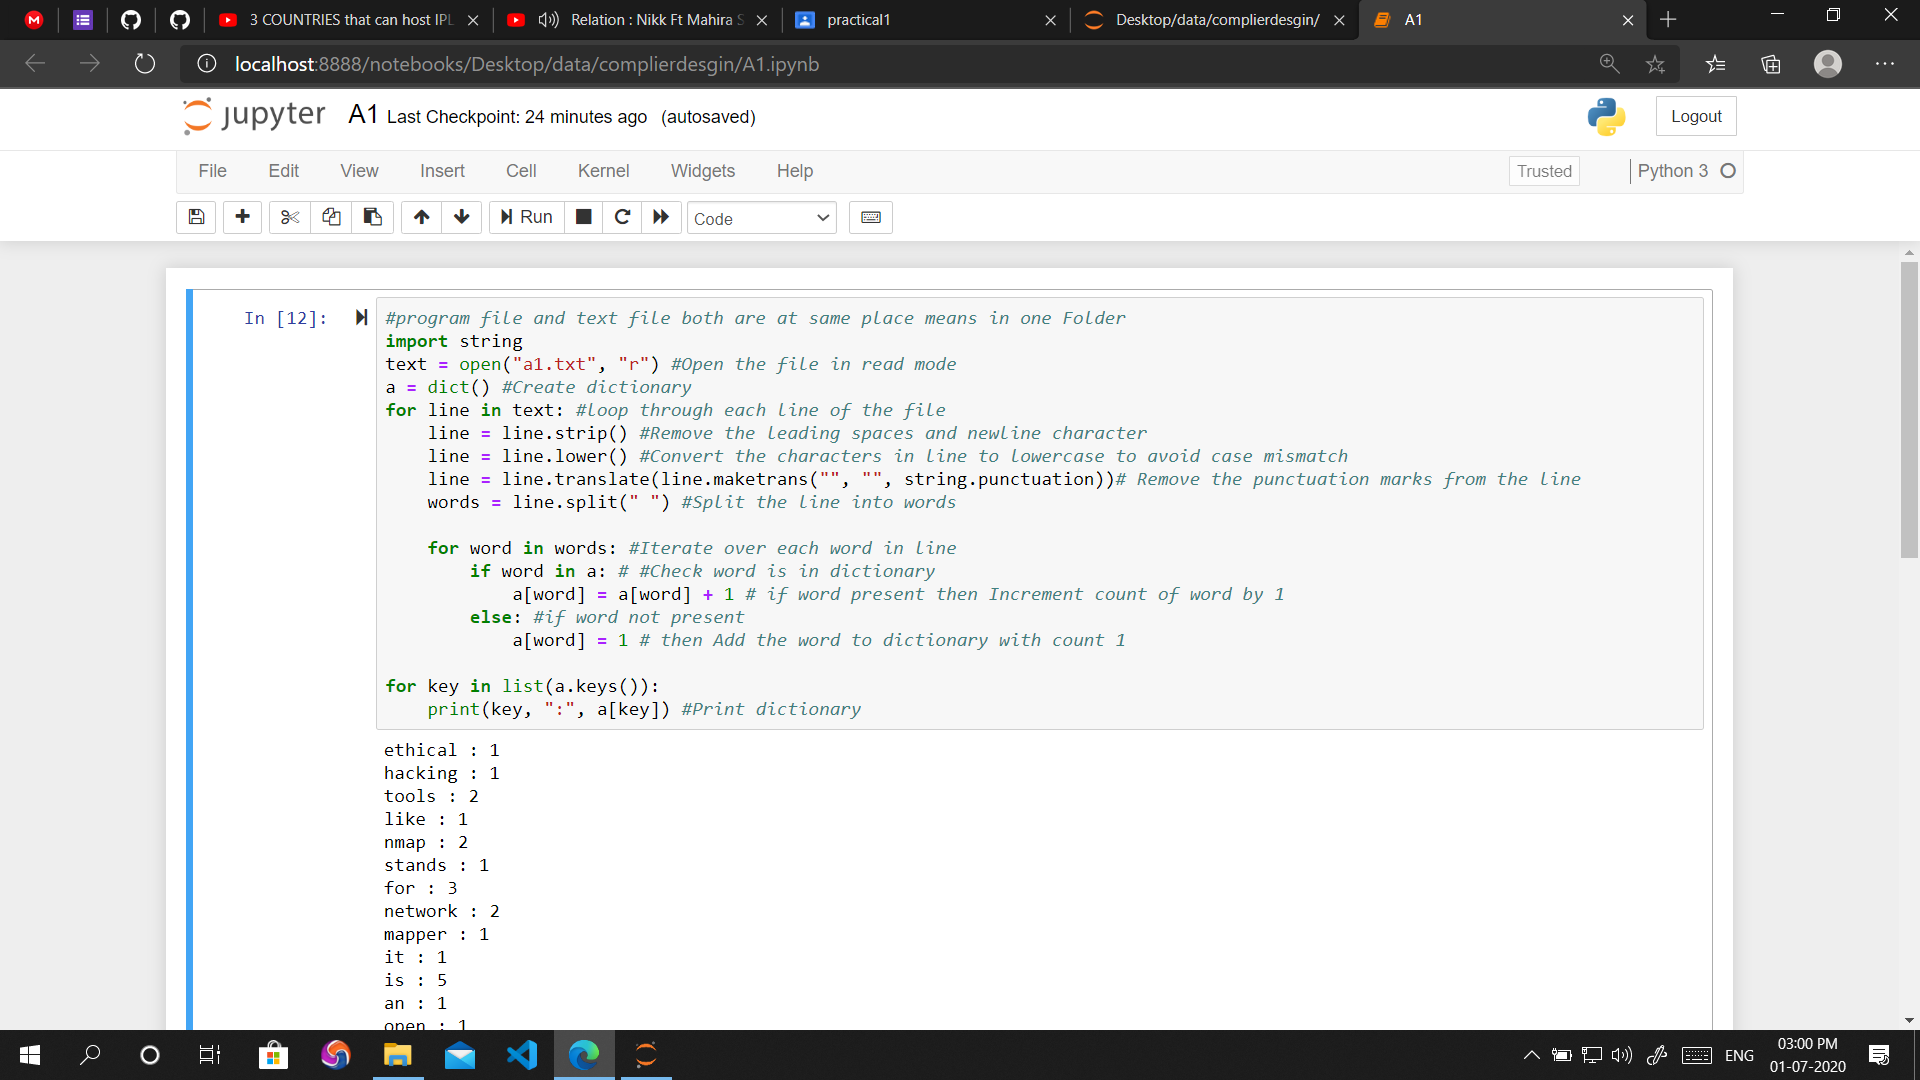 3 COUNTRIES that can host IPL
Relation : Nikk Ft Mahira S
practical1
Desktop/data/complierdesgin/
A1
localhost:8888/notebooks/Desktop/data/complierdesgin/A1.ipynb
jupyter A1 Last Checkpoint: 24 minutes ago (autosaved)
Logout
File Edit View Insert Cell Kernel Widgets Help Trusted Python 3
Run Code
In [12]:
#program file and text file both are at same place means in one Folder
import string
text = open("a1.txt", "r") #Open the file in read mode
a = dict() #Create dictionary
for line in text: #loop through each line of the file
    line = line.strip() #Remove the leading spaces and newline character
    line = line.lower() #Convert the characters in line to lowercase to avoid case mismatch
    line = line.translate(line.maketrans("", "", string.punctuation))# Remove the punctuation marks from the line
    words = line.split(" ") #Split the line into words
    for word in words: #Iterate over each word in line
        if word in a: # #Check word is in dictionary
            a[word] = a[word] + 1 # if word present then Increment count of word by 1
        else: #if word not present
            a[word] = 1 # then Add the word to dictionary with count 1
for key in list(a.keys()):
    print(key, ":", a[key]) #Print dictionary
ethical : 1
hacking : 1
tools : 2
like : 1
nmap : 2
stands : 1
for : 3
network : 2
mapper : 1
it : 1
is : 5
an : 1
open : 1
ENG
03:00 PM
01-07-2020